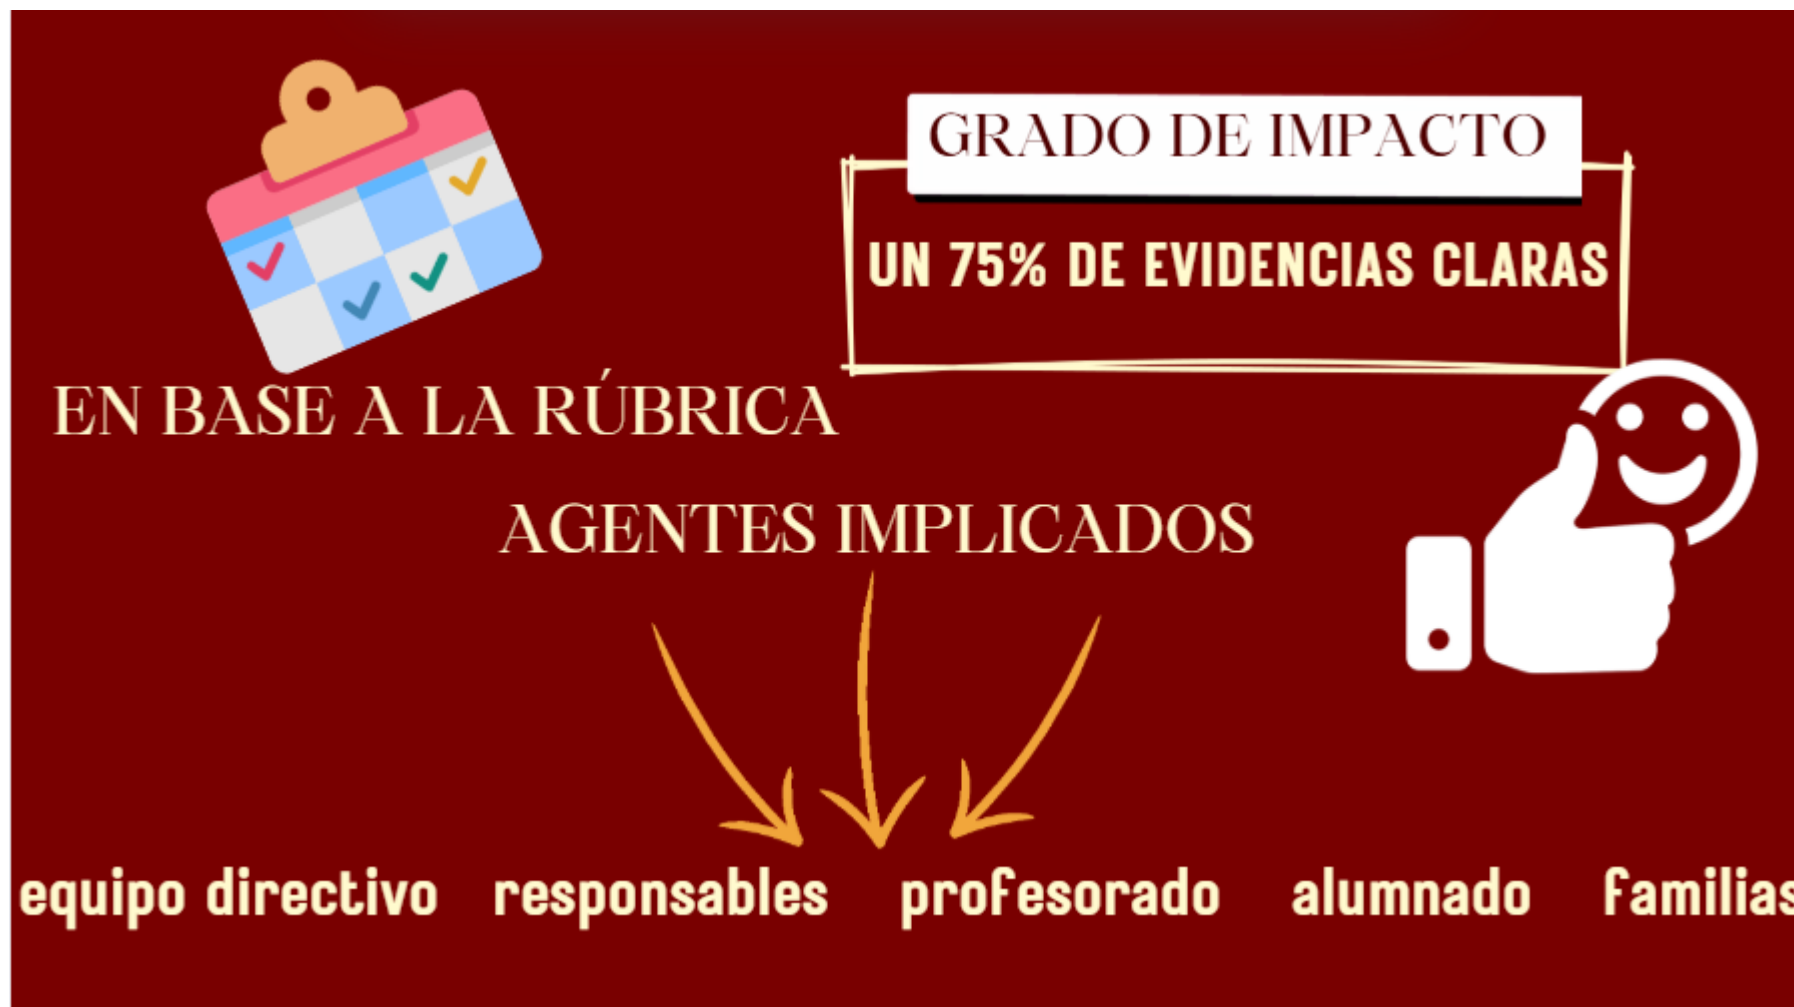 GRADO DE IMPACTO
UN 75% DE EVIDENCIAS CLARAS
EN BASE A LA RÚBRICA
AGENTES IMPLICADOS
equipo directivo responsables profesorado alumnado familias